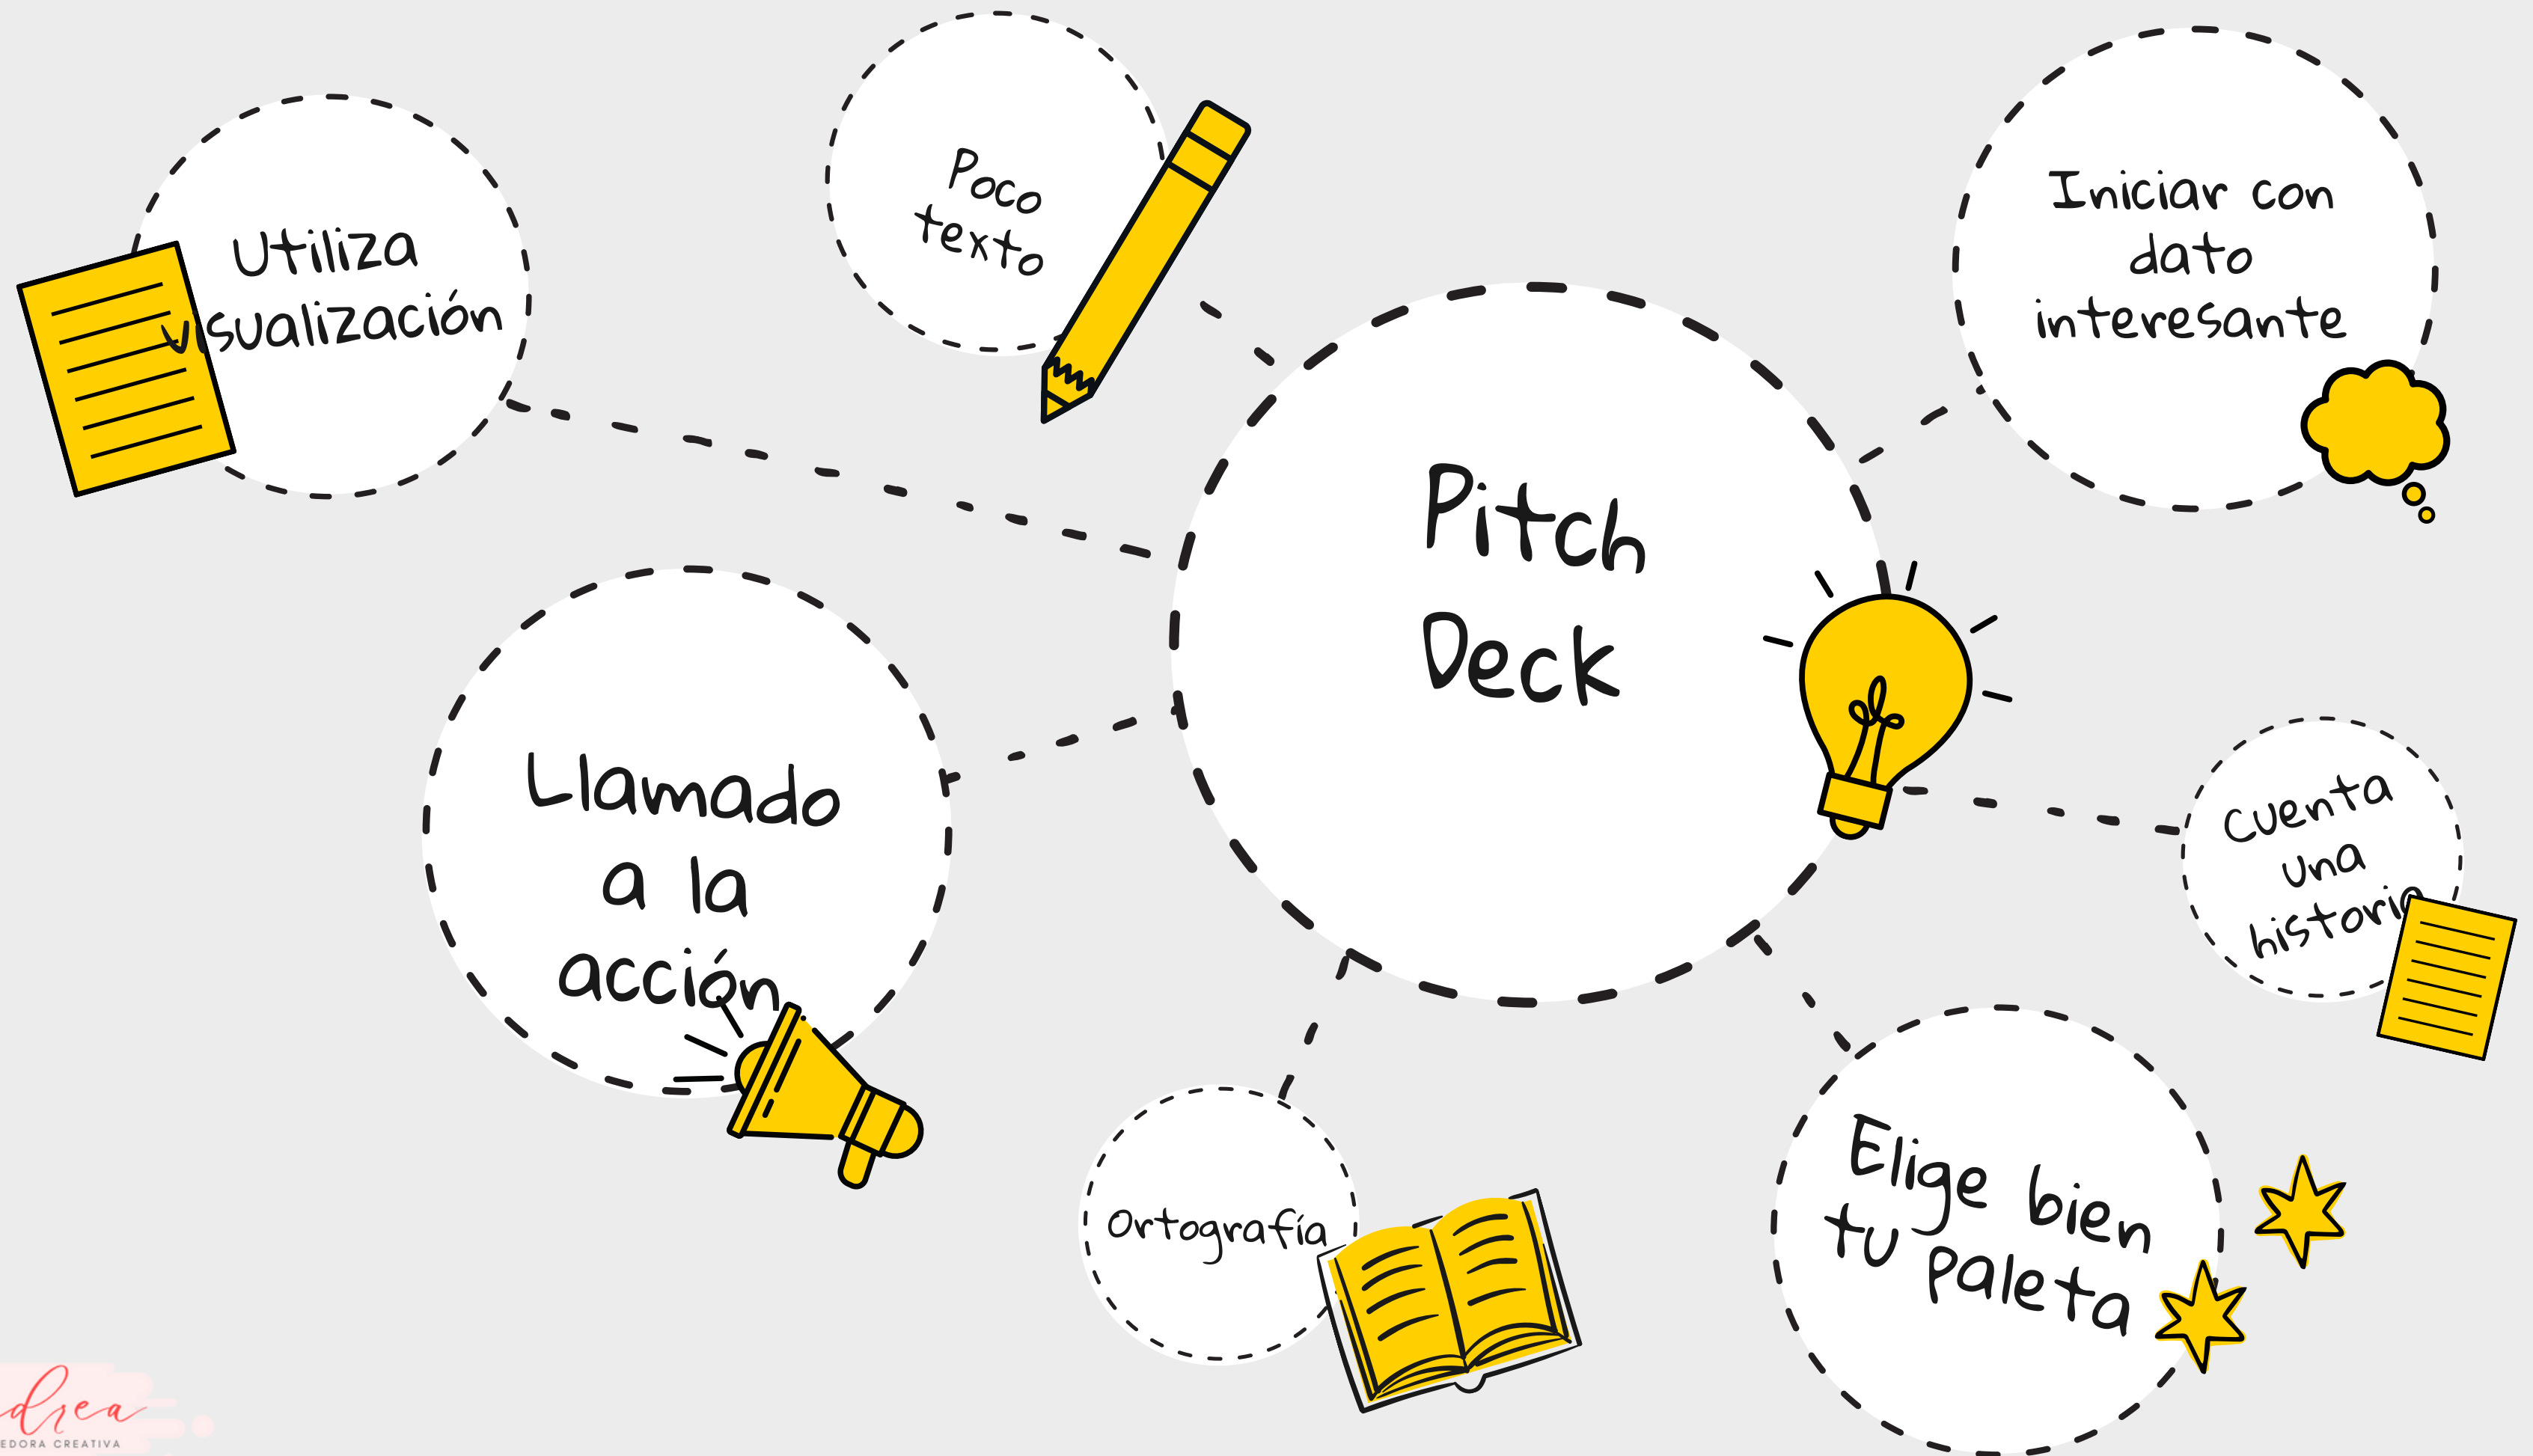 Utiliza
visualización
Poco
texto
Iniciar con
dato
interesante
Pitch
Deck
Llamado
a la
acción
Cuenta
una
historia
Ortografía
Elige bien
tu paleta
drea
EDORA CREATIVA